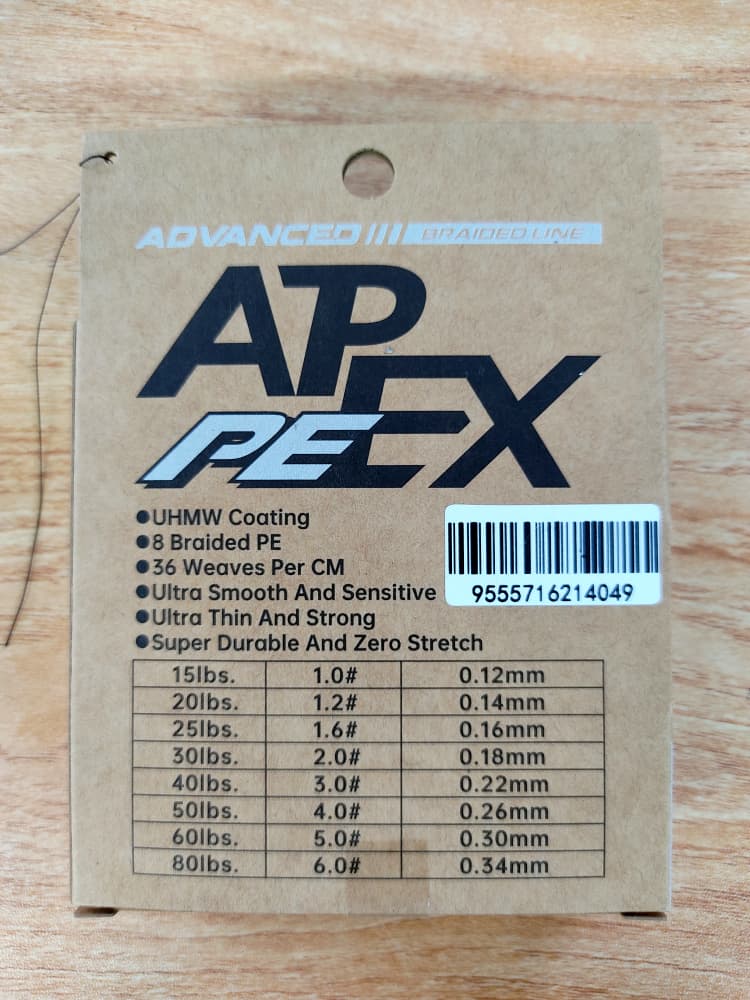 ADVANCED BRAIDED LINE
APEX
PE
●UHMW Coating
●8 Braided PE
●36 Weaves Per CM
●Ultra Smooth And Sensitive
●Ultra Thin And Strong
●Super Durable And Zero Stretch
9555716214049
15lbs. 1.0# 0.12mm
20lbs. 1.2# 0.14mm
25lbs. 1.6# 0.16mm
30lbs. 2.0# 0.18mm
40lbs. 3.0# 0.22mm
50lbs. 4.0# 0.26mm
60lbs. 5.0# 0.30mm
80lbs. 6.0# 0.34mm